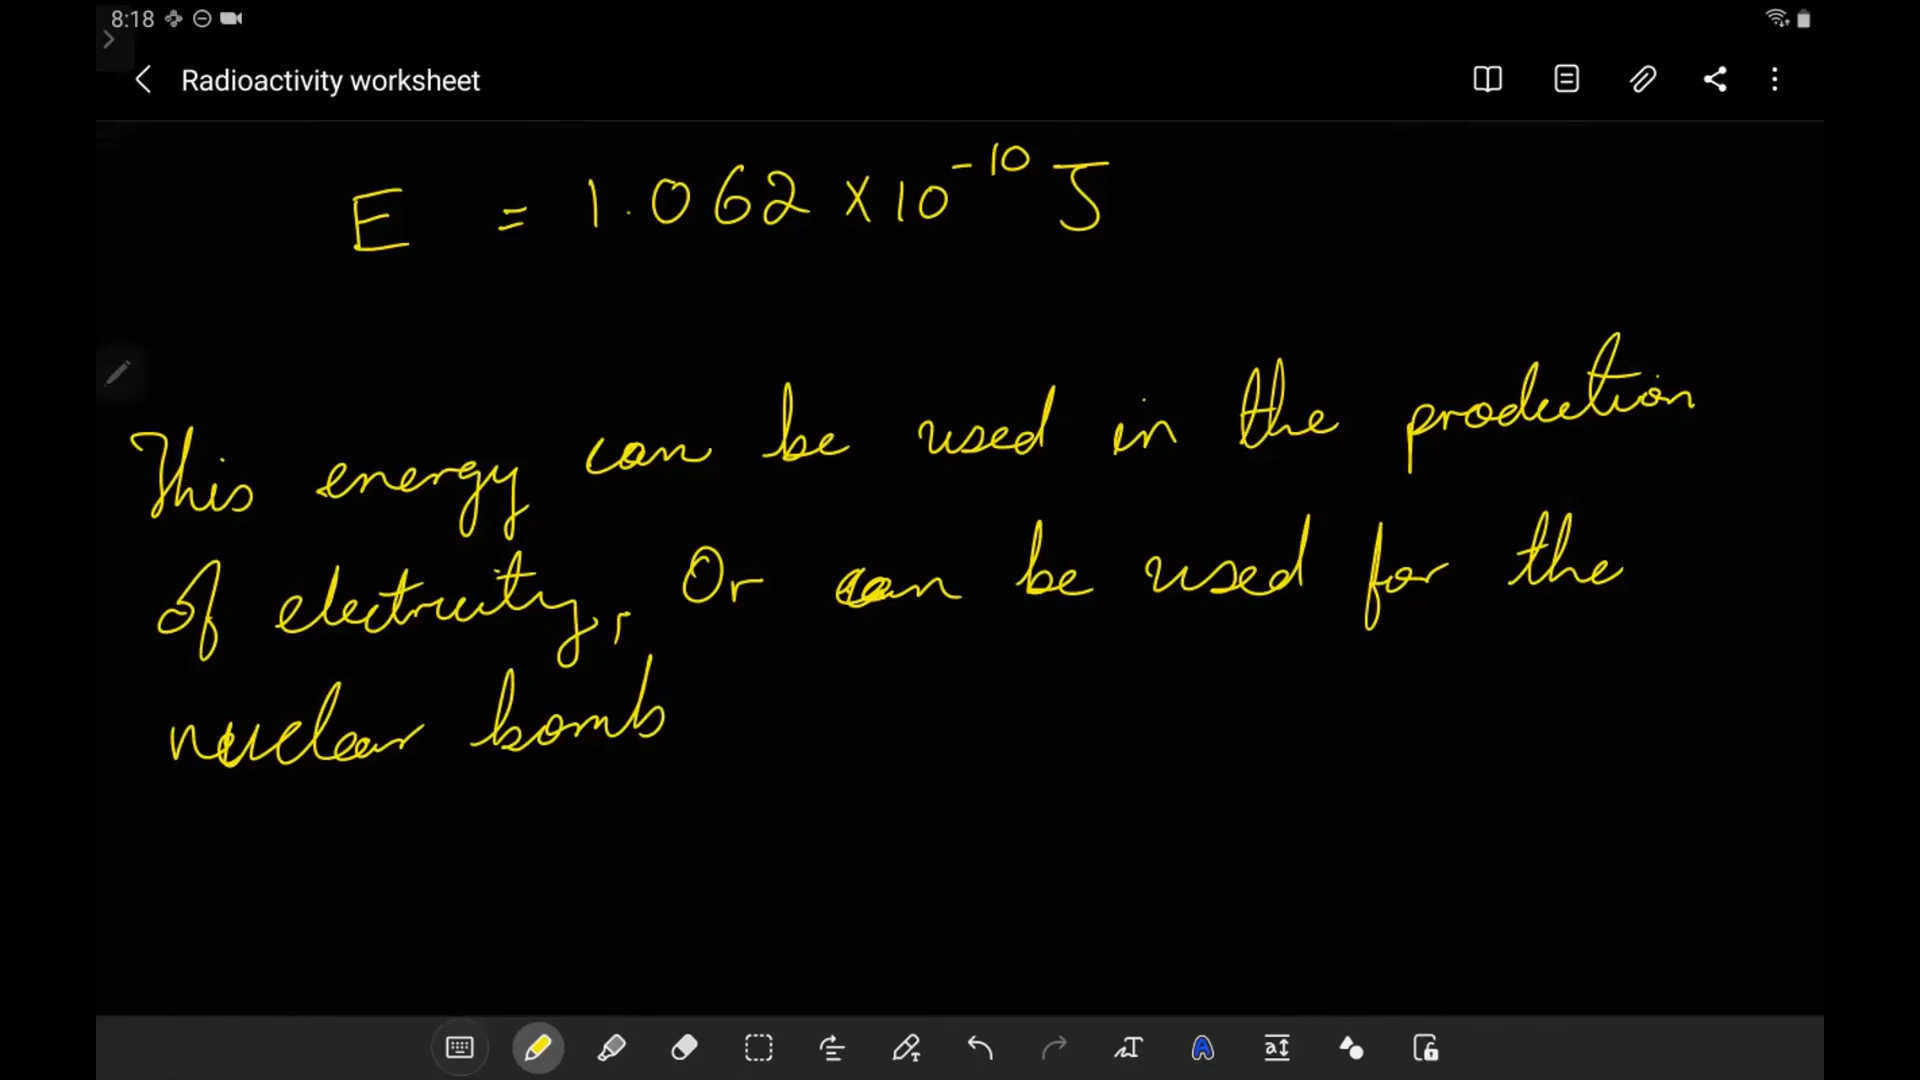 8:18
Radioactivity worksheet
E = 1.062 × 10⁻¹⁰ J
This energy can be used in the production
of electricity, Or can be used for the
nuclear bomb